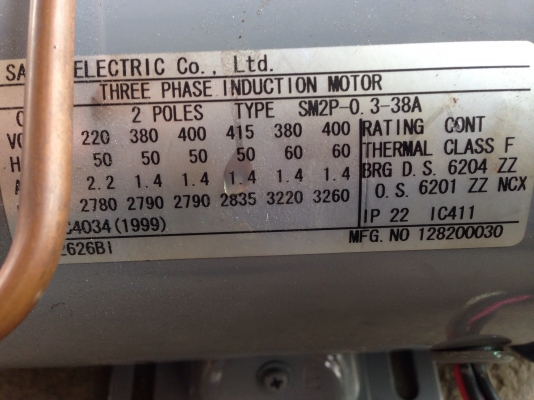 SA ELECTRIC Co., Ltd.
THREE PHASE INDUCTION MOTOR
2 POLES TYPE SM2P-0.3-38A
220 380 400 415 380 400 RATING CONT
50 50 50 50 60 60 THERMAL CLASS F
2.2 1.4 1.4 1.4 1.4 1.4 BRG D.S. 6204 ZZ
2780 2790 2790 2835 3220 3260 O.S. 6201 ZZ NCX
C4034(1999) IP 22 IC411
2626BI MFG.NO 128200030